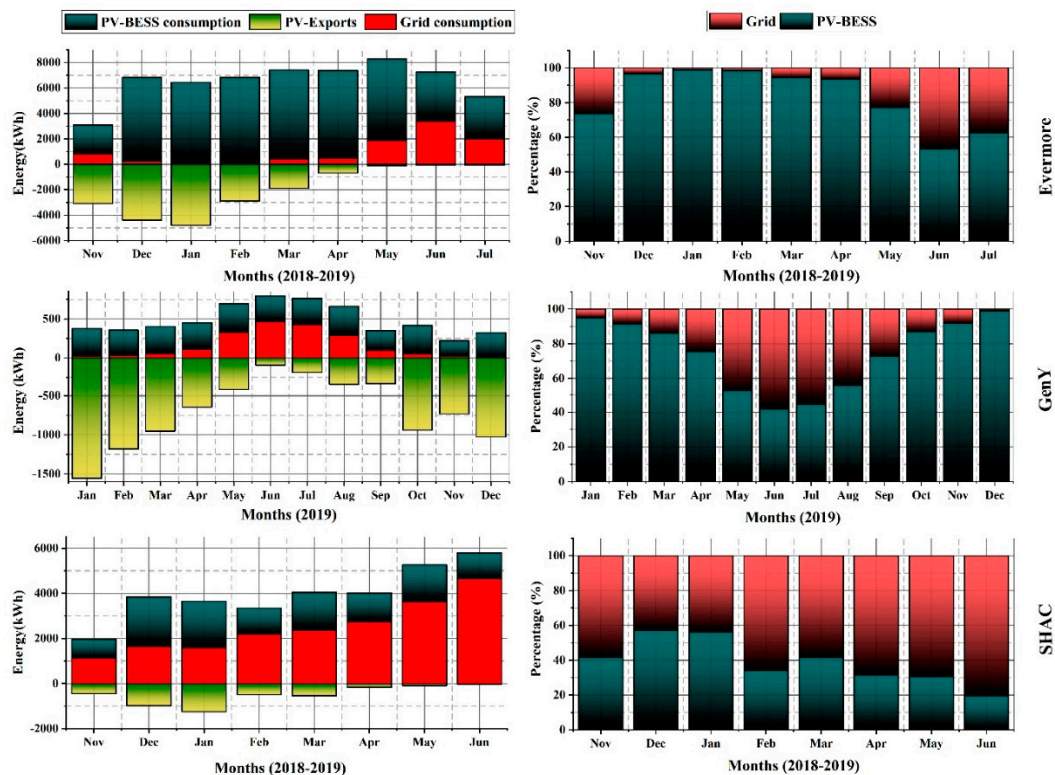 PV-BESS consumption PV-Exports Grid consumption
Grid PV-BESS
8000
6000
4000
2000
0
-2000
-4000
-6000
Energy(kWh)
Nov Dec Jan Feb Mar Apr May Jun Jul
Months (2018-2019)
100
80
60
40
20
0
Percentage (%)
Nov Dec Jan Feb Mar Apr May Jun Jul
Months (2018-2019)
Evermore
500
0
-500
-1000
-1500
Energy (kWh)
Jan Feb Mar Apr May Jun Jul Aug Sep Oct Nov Dec
Months (2019)
100
80
60
40
20
0
Percentage (%)
Jan Feb Mar Apr May Jun Jul Aug Sep Oct Nov Dec
Months (2019)
GenY
6000
4000
2000
0
-2000
Energy(kWh)
Nov Dec Jan Feb Mar Apr May Jun
Months (2018-2019)
100
80
60
40
20
0
Percentage (%)
Nov Dec Jan Feb Mar Apr May Jun
Months (2018-2019)
SHAC